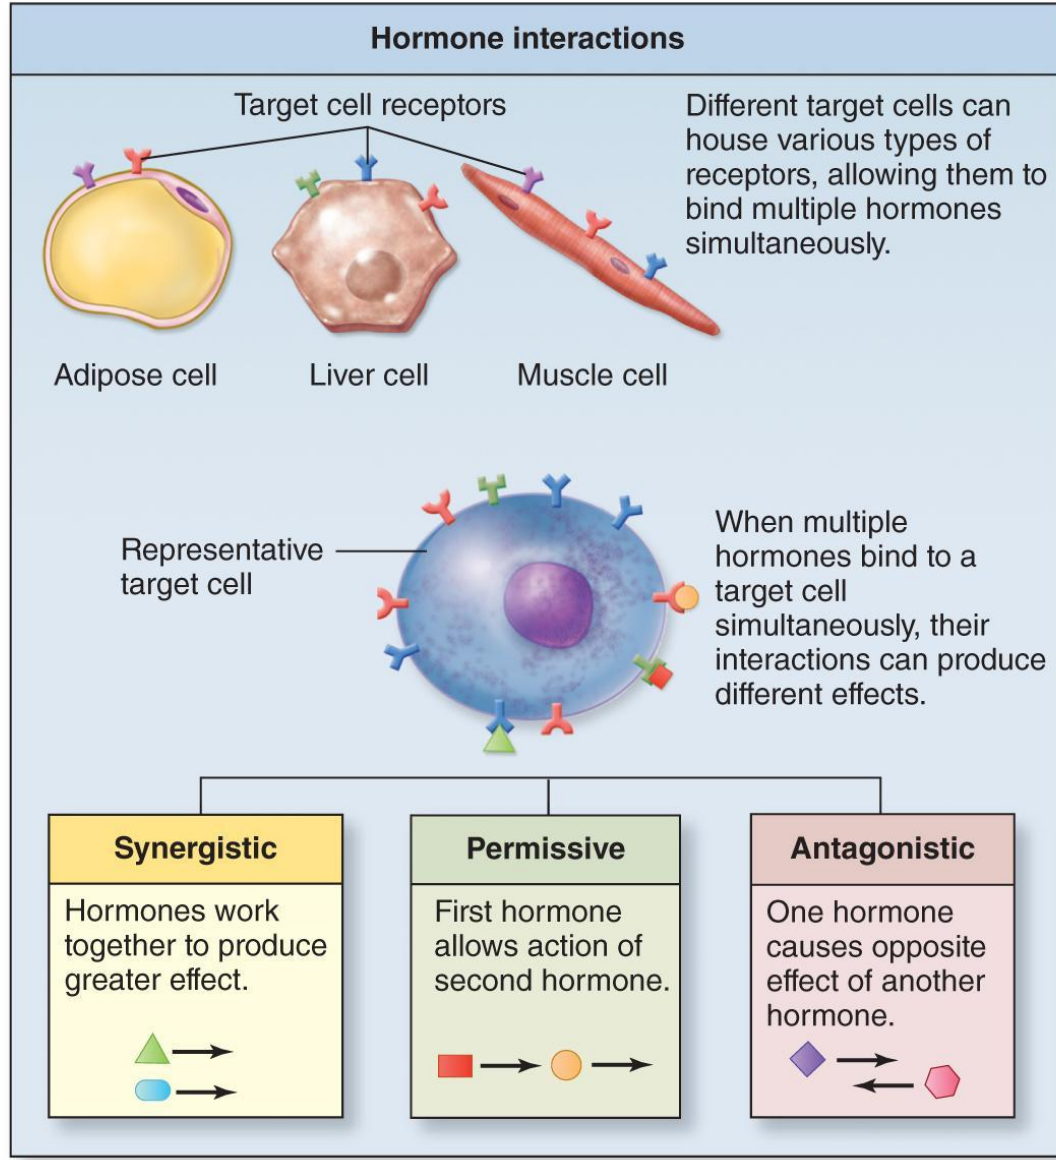 Hormone interactions
Target cell receptors
Different target cells can
house various types of
receptors, allowing them to
bind multiple hormones
simultaneously.
Adipose cell
Liver cell
Muscle cell
Representative
target cell
When multiple
hormones bind to a
target cell
simultaneously, their
interactions can produce
different effects.
Synergistic
Hormones work
together to produce
greater effect.
Permissive
First hormone
allows action of
second hormone.
Antagonistic
One hormone
causes opposite
effect of another
hormone.